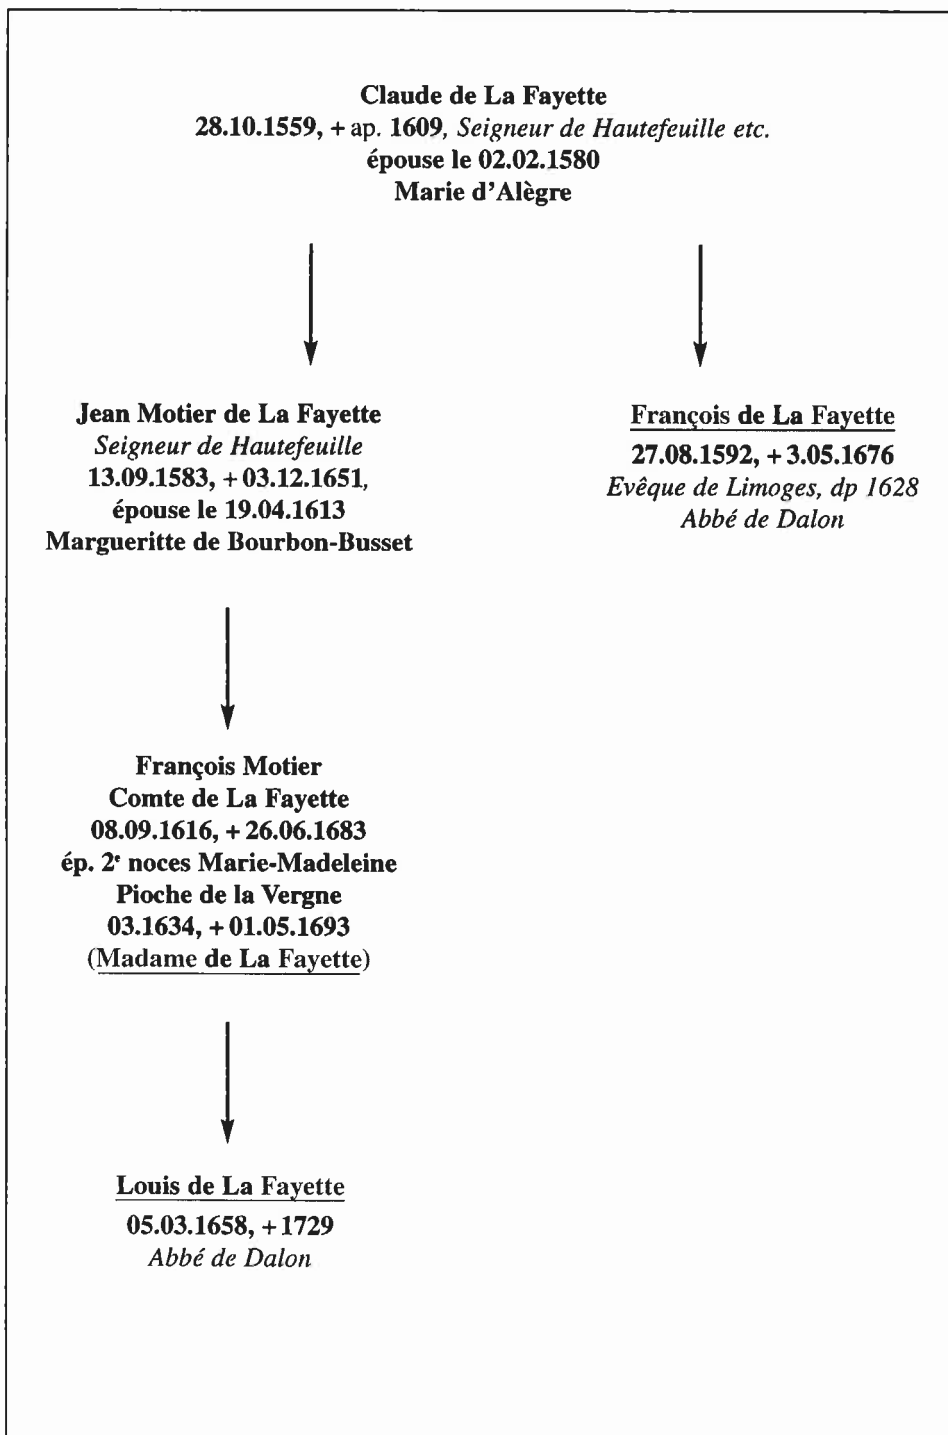 Claude de La Fayette
28.10.1559, + ap. 1609, Seigneur de Hautefeuille etc.
épouse le 02.02.1580
Marie d'Alègre
Jean Motier de La Fayette
Seigneur de Hautefeuille
13.09.1583, + 03.12.1651,
épouse le 19.04.1613
Margueritte de Bourbon-Busset
François de La Fayette
27.08.1592, + 3.05.1676
Evêque de Limoges, dp 1628
Abbé de Dalon
François Motier
Comte de La Fayette
08.09.1616, + 26.06.1683
ép. 2e noces Marie-Madeleine
Pioche de la Vergne
03.1634, + 01.05.1693
(Madame de La Fayette)
Louis de La Fayette
05.03.1658, + 1729
Abbé de Dalon